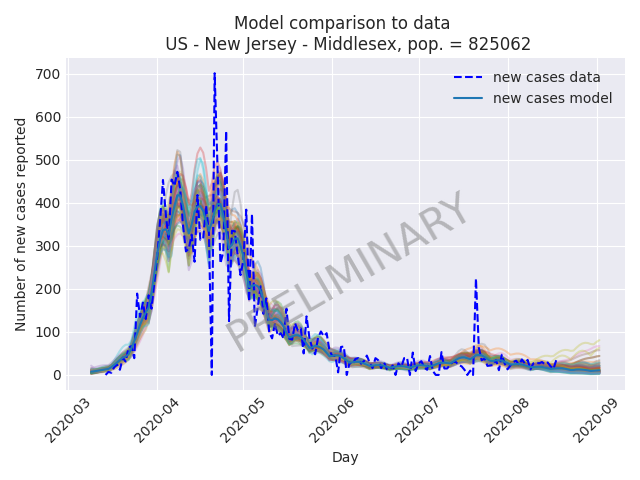 Model comparison to data
US - New Jersey - Middlesex, pop. = 825062
Number of new cases reported
700
600
500
400
300
200
100
0
new cases data
new cases model
PRELIMINARY
2020-03
2020-04
2020-05
2020-06
2020-07
2020-08
2020-09
Day